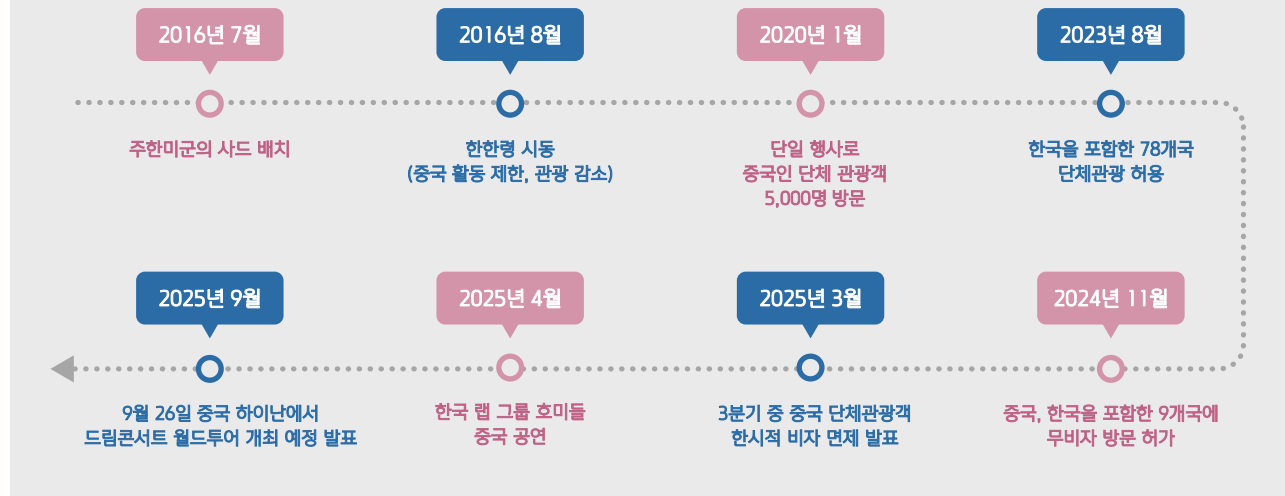 2016년 7월
주한미군의 사드 배치
2016년 8월
한한령 시동
(중국 활동 제한, 관광 감소)
2020년 1월
단일 행사로
중국인 단체 관광객
5,000명 방문
2023년 8월
한국을 포함한 78개국
단체관광 허용
2024년 11월
중국, 한국을 포함한 9개국에
무비자 방문 허가
2025년 3월
3분기 중 중국 단체관광객
한시적 비자 면제 발표
2025년 4월
한국 랩 그룹 호미들
중국 공연
2025년 9월
9월 26일 중국 하이난에서
드림콘서트 월드투어 개최 예정 발표